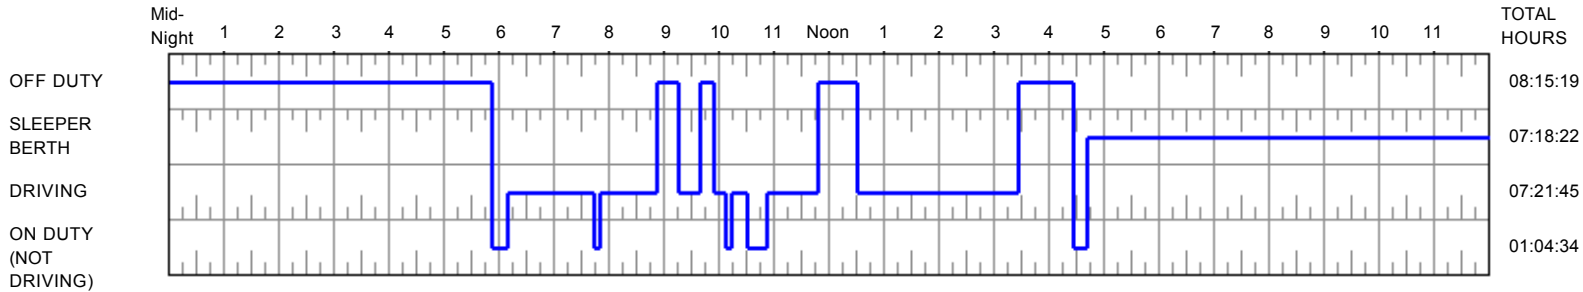 Mid-
Night 1 2 3 4 5 6 7 8 9 10 11 Noon 1 2 3 4 5 6 7 8 9 10 11
TOTAL
HOURS
OFF DUTY 08:15:19
SLEEPER
BERTH 07:18:22
DRIVING 07:21:45
ON DUTY
(NOT
DRIVING) 01:04:34